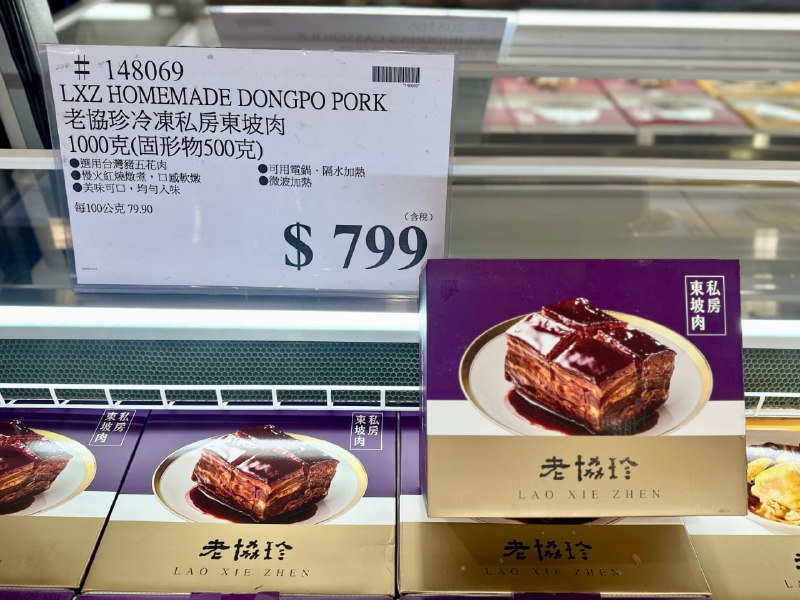 # 148069
LXZ HOMEMADE DONGPO PORK
老協珍冷凍私房東坡肉
1000克(固形物500克)
●選用台灣豬五花肉
●慢火紅燒燉煮，口感軟嫩
●美味可口，均勻入味
●可用電鍋、隔水加熱
●微波加熱
每100公克 79.90
(含稅)
$ 799
私房
東坡肉
老協珍
LAO XIE ZHEN
私房
東坡肉
私房
東坡肉
老協珍
LAO XIE ZHEN
老協珍
LAO XIE ZHEN